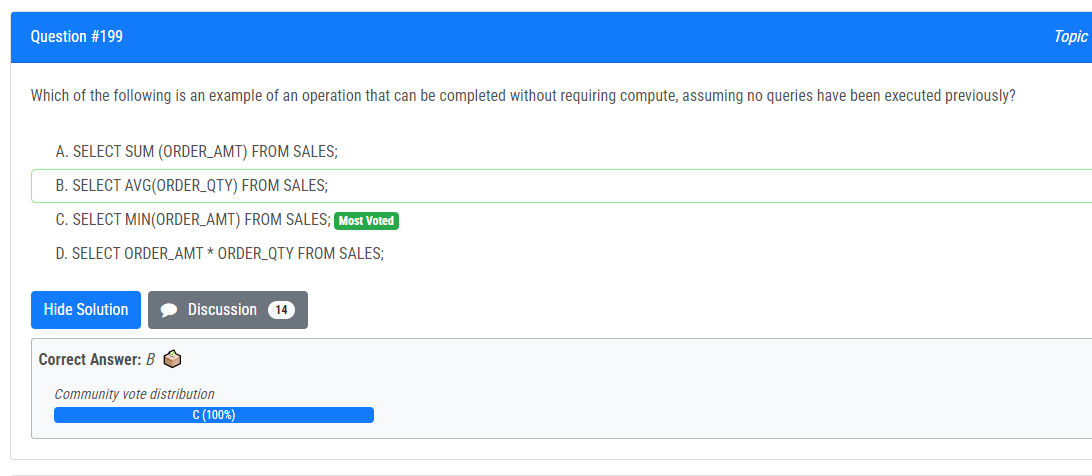 Question #199
Topic
Which of the following is an example of an operation that can be completed without requiring compute, assuming no queries have been executed previously?
A. SELECT SUM (ORDER_AMT) FROM SALES;
B. SELECT AVG(ORDER_QTY) FROM SALES;
C. SELECT MIN(ORDER_AMT) FROM SALES; Most Voted
D. SELECT ORDER_AMT * ORDER_QTY FROM SALES;
Hide Solution
Discussion 14
Correct Answer: B
Community vote distribution
C (100%)